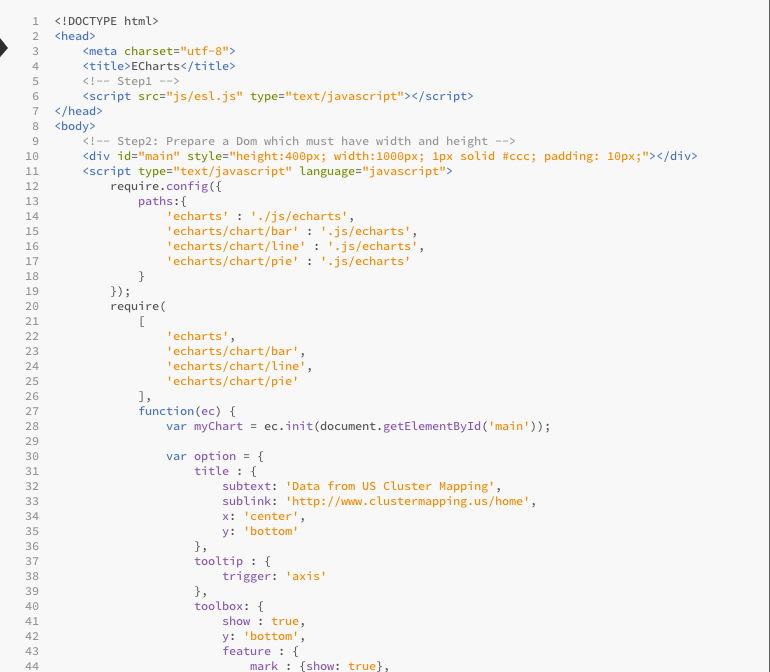 1 <!DOCTYPE html>
2 <head>
3     <meta charset="utf-8">
4     <title>ECharts</title>
5     <!-- Step1 -->
6     <script src="js/esl.js" type="text/javascript"></script>
7 </head>
8 <body>
9     <!-- Step2: Prepare a Dom which must have width and height -->
10     <div id="main" style="height:400px; width:1000px; 1px solid #ccc; padding: 10px;"></div>
11     <script type="text/javascript" language="javascript">
12         require.config({
13             paths:{
14                 'echarts' : './js/echarts',
15                 'echarts/chart/bar' : '.js/echarts',
16                 'echarts/chart/line' : '.js/echarts',
17                 'echarts/chart/pie' : '.js/echarts'
18             }
19         });
20         require(
21             [
22                 'echarts',
23                 'echarts/chart/bar',
24                 'echarts/chart/line',
25                 'echarts/chart/pie'
26             ],
27             function(ec) {
28                 var myChart = ec.init(document.getElementById('main'));
29
30                 var option = {
31                     title : {
32                         subtext: 'Data from US Cluster Mapping',
33                         sublink: 'http://www.clustermapping.us/home',
34                         x: 'center',
35                         y: 'bottom'
36                     },
37                     tooltip : {
38                         trigger: 'axis'
39                     },
40                     toolbox: {
41                         show : true,
42                         y: 'bottom',
43                         feature : {
44                             mark : {show: true},